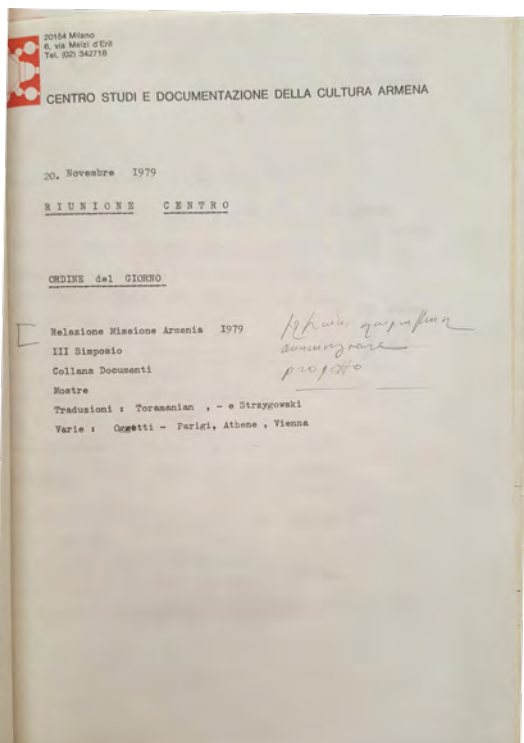 20154 Milano
6, via Melzi d'Eril
Tel. (02) 342718
CENTRO STUDI E DOCUMENTAZIONE DELLA CULTURA ARMENA
20. Novembre 1979
RIUNIONE CENTRO
ORDINE del GIORNO
Relazione Missione Armenia 1979
III Simposio
Collana Documenti
progetto
Mostre
Traduzioni : Toramanian , - e Strzygowski
Varie : Oggetti - Parigi, Athene , Vienna